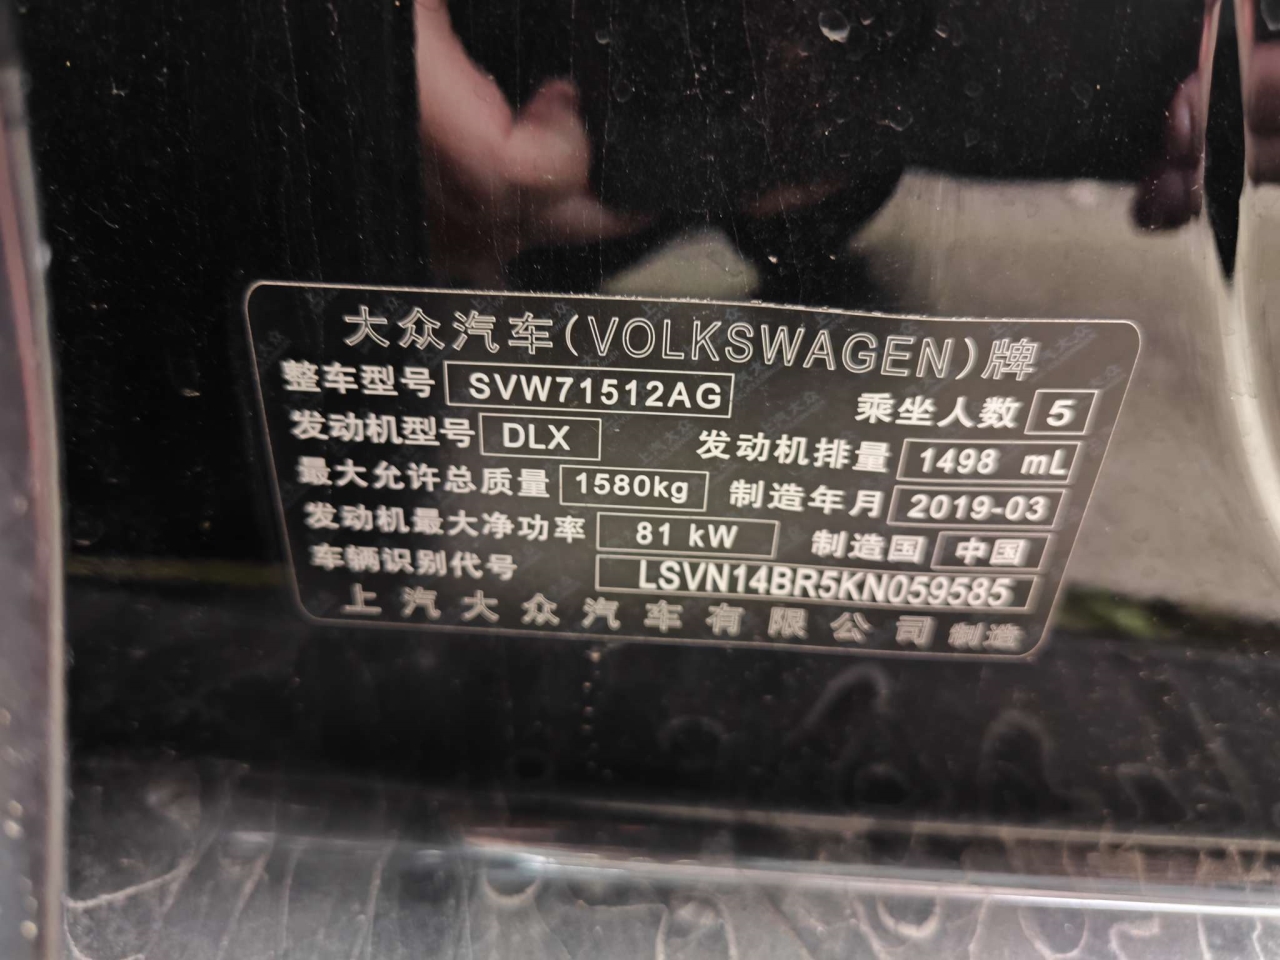 大众汽车(VOLKSWAGEN)牌
整车型号 SVW71512AG 乘坐人数 5
发动机型号 DLX 发动机排量 1498 mL
最大允许总质量 1580kg 制造年月 2019-03
发动机最大净功率 81 kW 制造国 中国
车辆识别代号 LSVN14BR5KN059585
上汽大众汽车有限公司 制造